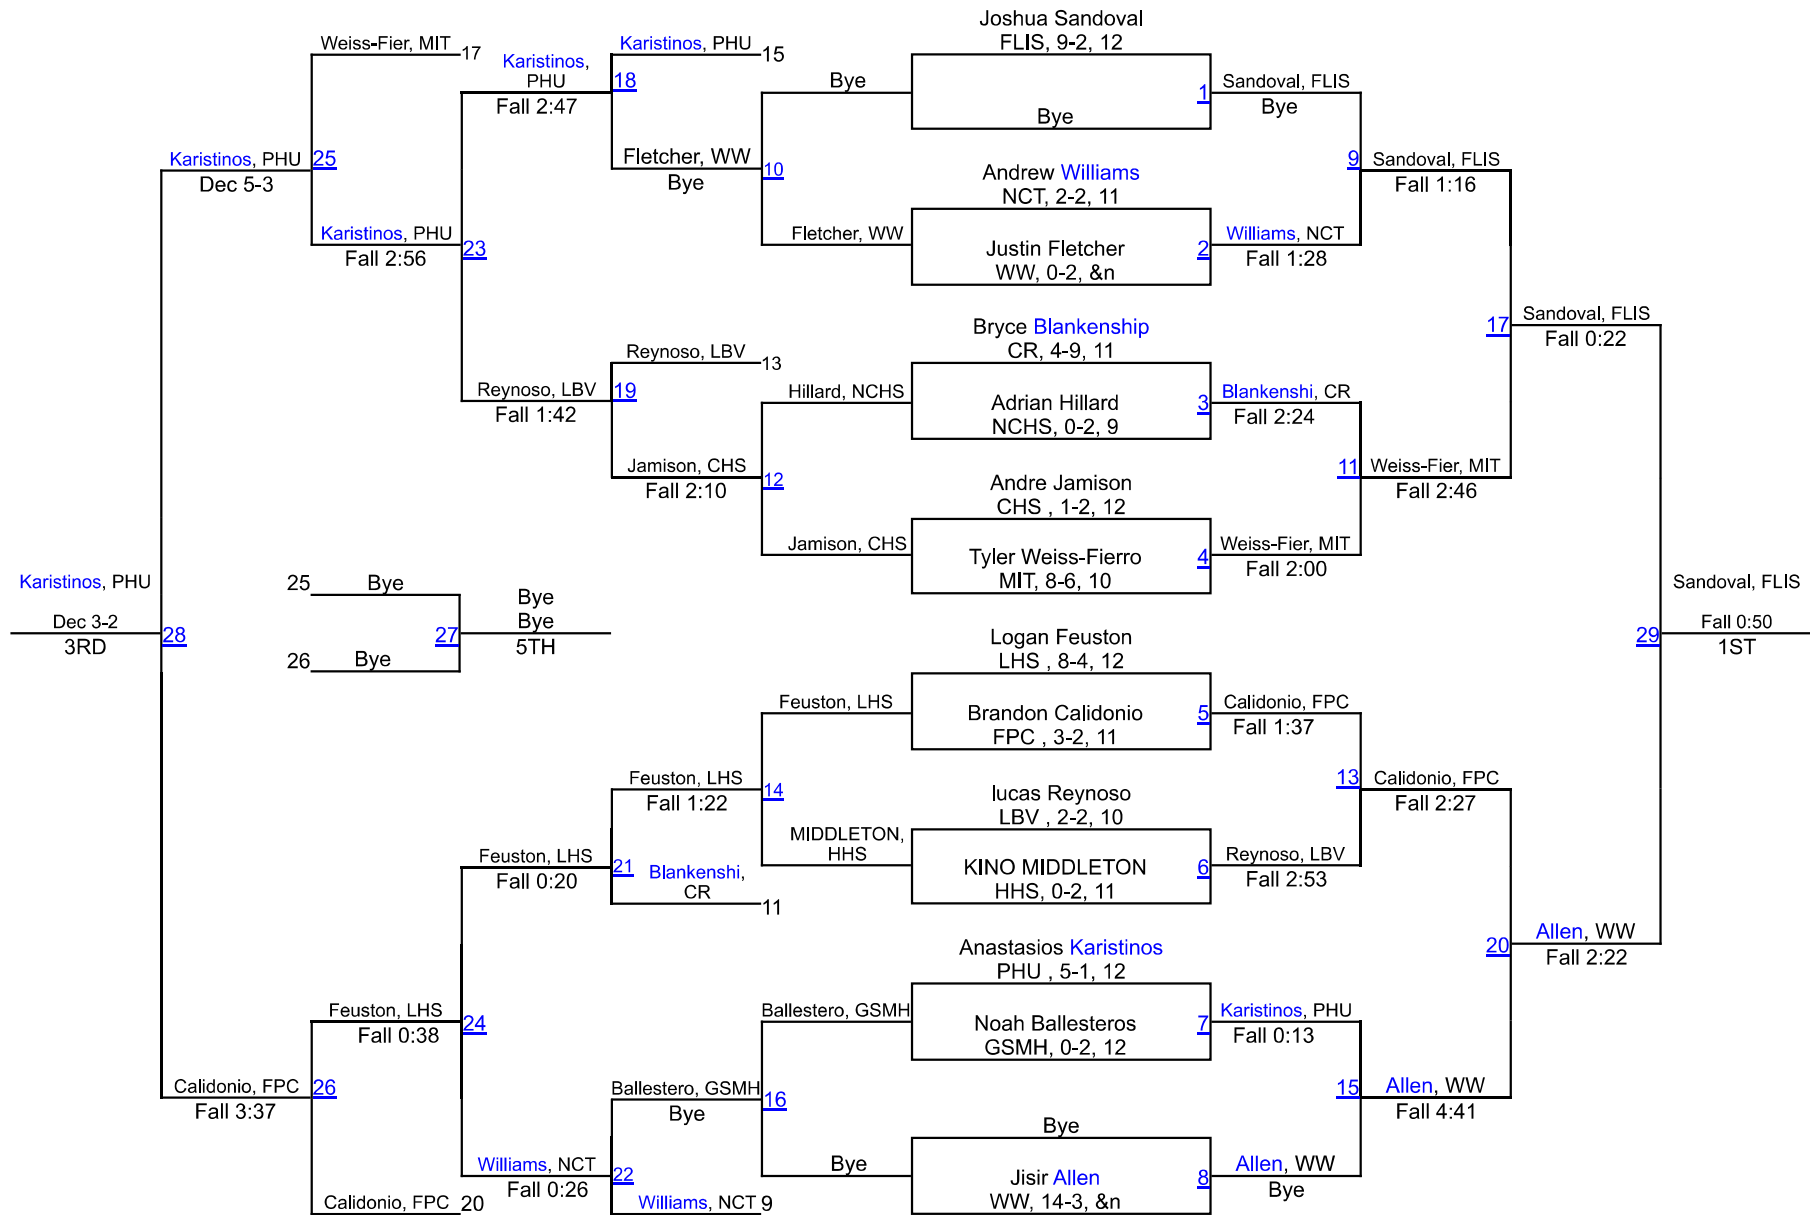 Joshua Sandoval
FLIS, 9-2, 12
Weiss-Fier, MIT
17
Karistinos, PHU
15
Karistinos,
PHU
18
Fall 2:47
Bye
1
Sandoval, FLIS
Bye
Bye
Karistinos, PHU
25
Dec 5-3
Fletcher, WW
10
Bye
9
Sandoval, FLIS
Fall 1:16
Andrew Williams
NCT, 2-2, 11
Karistinos, PHU
23
Fall 2:56
Fletcher, WW
Justin Fletcher
WW, 0-2, &n
2
Williams, NCT
Fall 1:28
17
Sandoval, FLIS
Fall 0:22
Bryce Blankenship
CR, 4-9, 11
Reynoso, LBV
13
Reynoso, LBV
19
Fall 1:42
Hillard, NCHS
Adrian Hillard
NCHS, 0-2, 9
3
Blankenshi, CR
Fall 2:24
Jamison, CHS
12
Fall 2:10
11
Weiss-Fier, MIT
Fall 2:46
Andre Jamison
CHS , 1-2, 12
Jamison, CHS
Tyler Weiss-Fierro
MIT, 8-6, 10
4
Weiss-Fier, MIT
Fall 2:00
Karistinos, PHU
Dec 3-2
28
3RD
25
Bye
27
Bye
Bye
5TH
26
Bye
Sandoval, FLIS
29
Fall 0:50
1ST
Logan Feuston
LHS , 8-4, 12
Feuston, LHS
Brandon Calidonio
FPC , 3-2, 11
5
Calidonio, FPC
Fall 1:37
Feuston, LHS
14
Fall 1:22
13
Calidonio, FPC
Fall 2:27
lucas Reynoso
LBV , 2-2, 10
MIDDLETON,
HHS
KINO MIDDLETON
HHS, 0-2, 11
6
Reynoso, LBV
Fall 2:53
Feuston, LHS
21
Fall 0:20
Blankenshi,
CR
11
20
Allen, WW
Fall 2:22
Anastasios Karistinos
PHU , 5-1, 12
Feuston, LHS
24
Fall 0:38
Ballestero, GSMH
Noah Ballesteros
GSMH, 0-2, 12
7
Karistinos, PHU
Fall 0:13
Calidonio, FPC
26
Fall 3:37
Ballestero, GSMH
16
Bye
15
Allen, WW
Fall 4:41
Bye
Williams, NCT
22
Fall 0:26
Bye
Jisir Allen
WW, 14-3, &n
8
Allen, WW
Bye
Calidonio, FPC
20
Williams, NCT
9